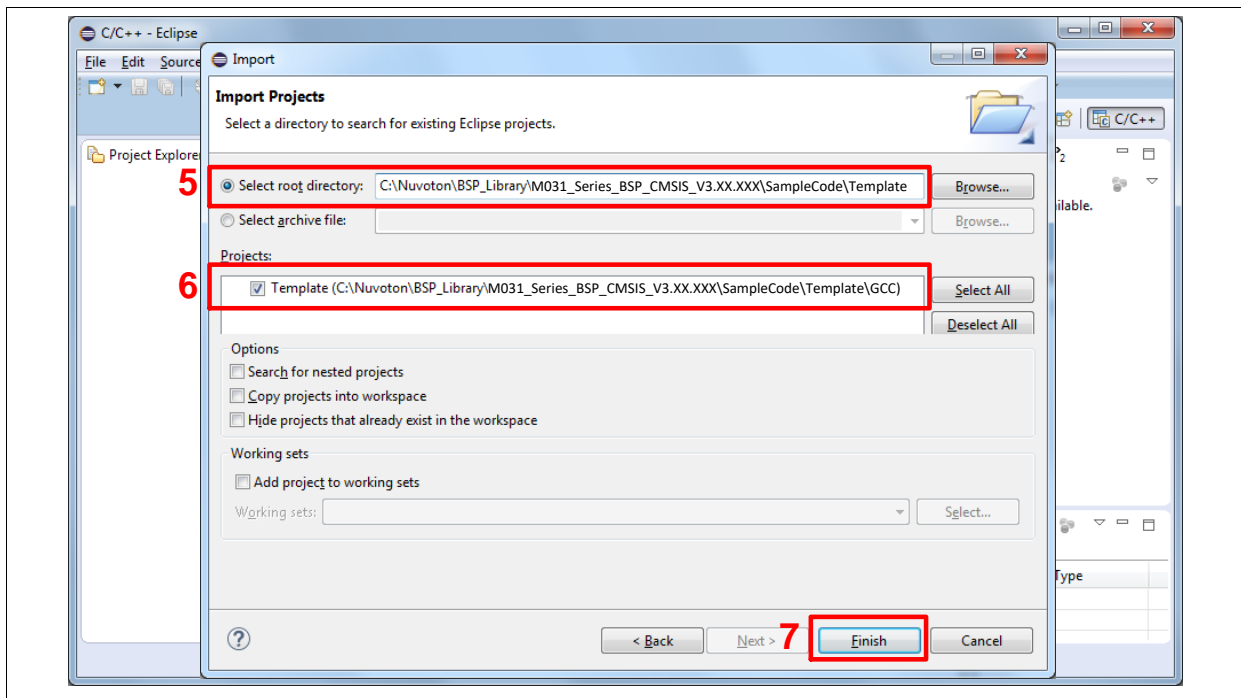 C/C++ - Eclipse
File Edit Source
Import
Import Projects
Select a directory to search for existing Eclipse projects.
C/C++
Project Explorer
5
Select root directory: C:\Nuvoton\BSP_Library\M031_Series_BSP_CMSIS_V3.XX.XXX\SampleCode\Template Browse...
ilable.
Select archive file: Browse...
Projects:
6
Template (C:\Nuvoton\BSP_Library\M031_Series_BSP_CMSIS_V3.XX.XXX\SampleCode\Template\GCC) Select All
Deselect All
Options
Search for nested projects
Copy projects into workspace
Hide projects that already exist in the workspace
Working sets
Add project to working sets
Working sets: Select...
Type
< Back Next > 7 Finish Cancel